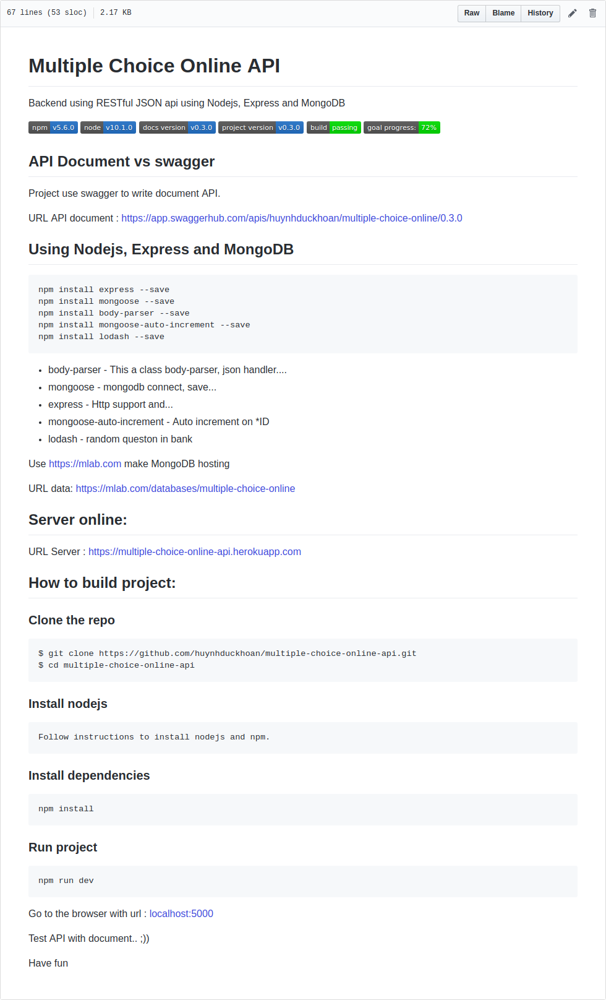 67 lines (53 sloc) 2.17 KB Raw Blame History
Multiple Choice Online API
Backend using RESTful JSON api using Nodejs, Express and MongoDB
npm v5.6.0 node v10.1.0 docs version v0.3.0 project version v0.3.0 build passing goal progress: 72%
API Document vs swagger
Project use swagger to write document API.
URL API document : https://app.swaggerhub.com/apis/huynhduckhoan/multiple-choice-online/0.3.0
Using Nodejs, Express and MongoDB
npm install express --save
npm install mongoose --save
npm install body-parser --save
npm install mongoose-auto-increment --save
npm install lodash --save
• body-parser - This a class body-parser, json handler....
• mongoose - mongodb connect, save...
• express - Http support and...
• mongoose-auto-increment - Auto increment on *ID
• lodash - random queston in bank
Use https://mlab.com make MongoDB hosting
URL data: https://mlab.com/databases/multiple-choice-online
Server online:
URL Server : https://multiple-choice-online-api.herokuapp.com
How to build project:
Clone the repo
$ git clone https://github.com/huynhduckhoan/multiple-choice-online-api.git
$ cd multiple-choice-online-api
Install nodejs
Follow instructions to install nodejs and npm.
Install dependencies
npm install
Run project
npm run dev
Go to the browser with url : localhost:5000
Test API with document.. ;))
Have fun